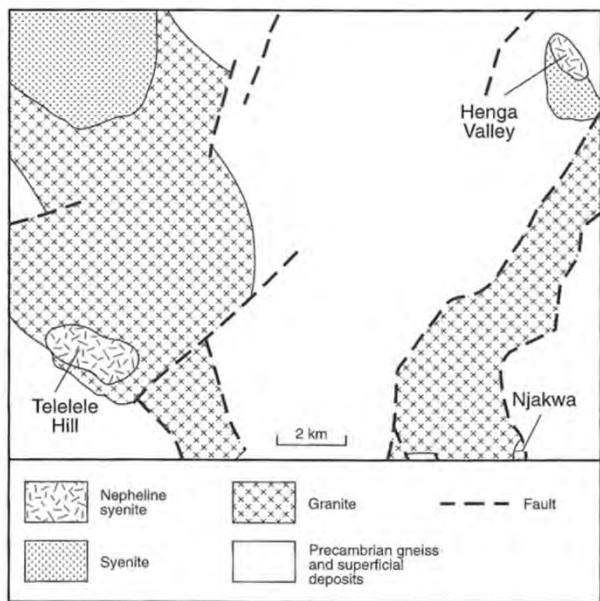 Henga
Valley
Telelele
Hill
2 km
Njakwa
Nepheline
syenite
Granite
Fault
Syenite
Precambrian gneiss
and superficial
deposits